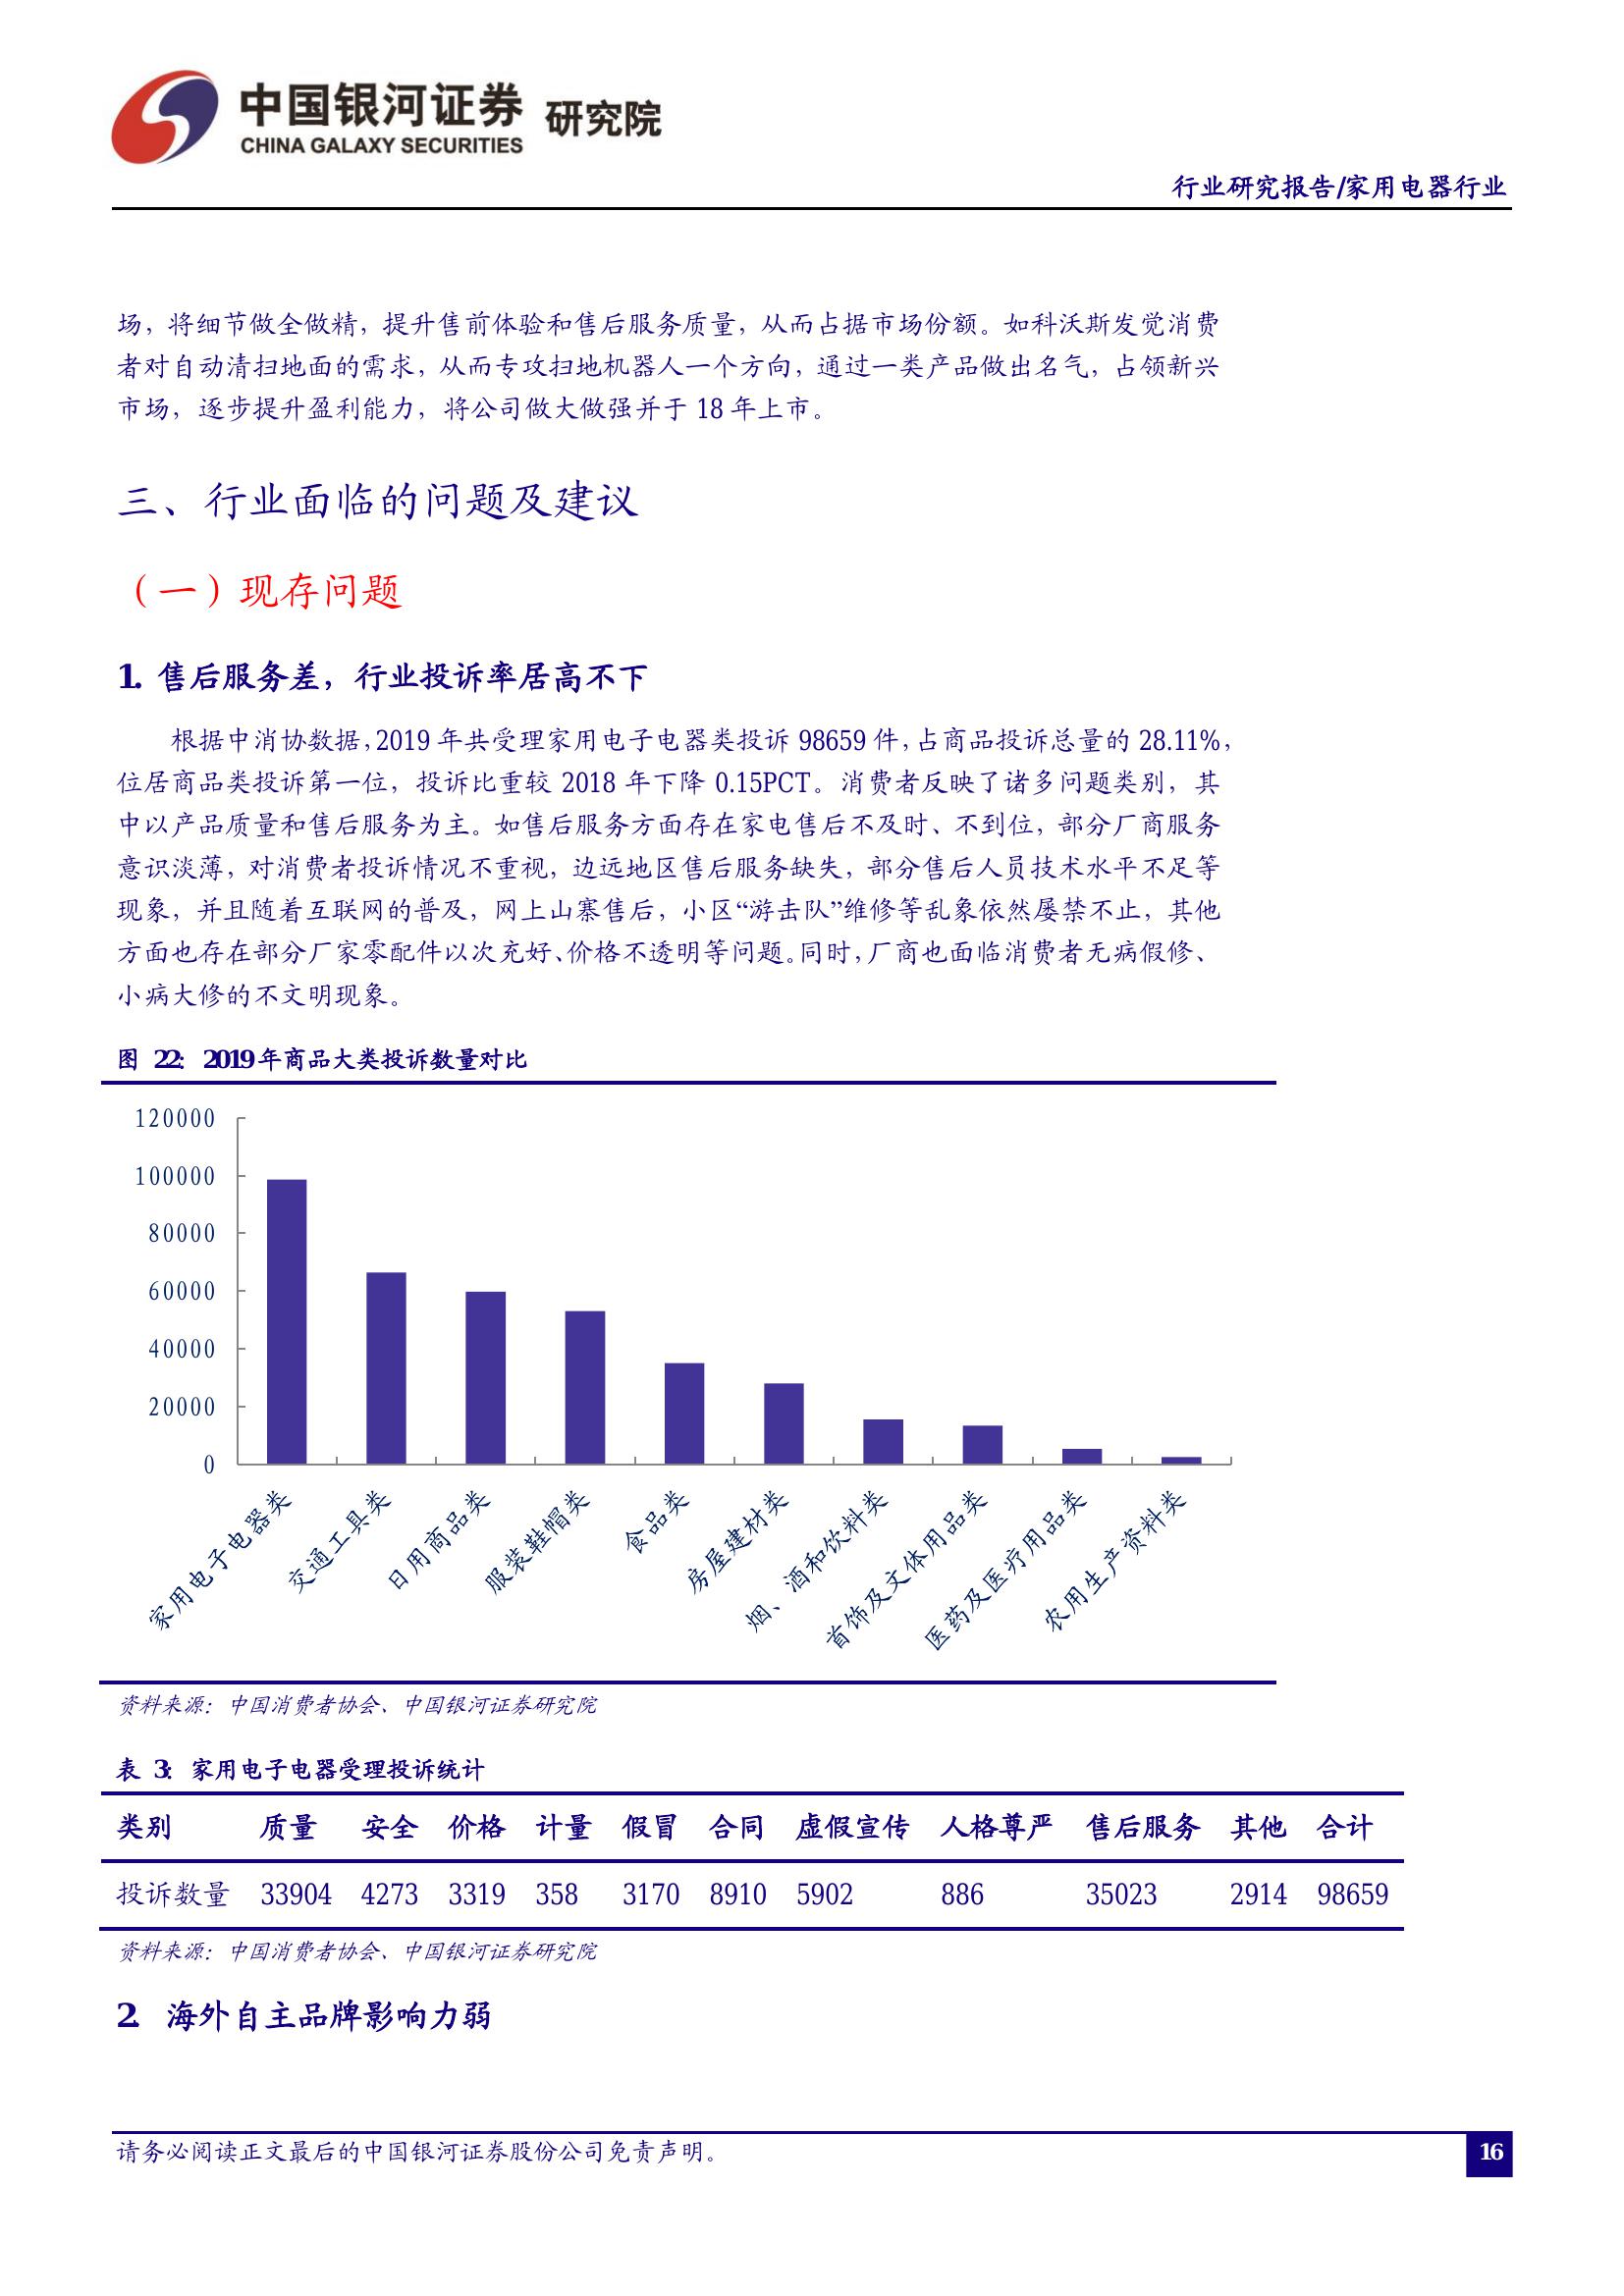 中国银河证券 研究院
CHINA GALAXY SECURITIES
行业研究报告/家用电器行业
场，将细节做全做精，提升售前体验和售后服务质量，从而占据市场份额。如科沃斯发觉消费
者对自动清扫地面的需求，从而专攻扫地机器人一个方向，通过一类产品做出名气，占领新兴
市场，逐步提升盈利能力，将公司做大做强并于 18 年上市。
三、行业面临的问题及建议
（一）现存问题
1. 售后服务差，行业投诉率居高不下
根据中消协数据，2019 年共受理家用电子电器类投诉 98659 件，占商品投诉总量的 28.11%，
位居商品类投诉第一位，投诉比重较 2018 年下降 0.15PCT。消费者反映了诸多问题类别，其
中以产品质量和售后服务为主。如售后服务方面存在家电售后不及时、不到位，部分厂商服务
意识淡薄，对消费者投诉情况不重视，边远地区售后服务缺失，部分售后人员技术水平不足等
现象，并且随着互联网的普及，网上山寨售后，小区“游击队”维修等乱象依然屡禁不止，其他
方面也存在部分厂家零配件以次充好、价格不透明等问题。同时，厂商也面临消费者无病假修、
小病大修的不文明现象。
图 22：2019 年商品大类投诉数量对比
120000
100000
80000
60000
40000
20000
0
家用电子电器类
交通工具类
日用商品类
服装鞋帽类
食品类
房屋建材类
烟、酒和饮料类
首饰及文体用品类
医药及医疗用品类
农用生产资料类
资料来源：中国消费者协会、中国银河证券研究院
表 3：家用电子电器受理投诉统计
类别 质量 安全 价格 计量 假冒 合同 虚假宣传 人格尊严 售后服务 其他 合计
投诉数量 33904 4273 3319 358 3170 8910 5902 886 35023 2914 98659
资料来源：中国消费者协会、中国银河证券研究院
2. 海外自主品牌影响力弱
请务必阅读正文最后的中国银河证券股份公司免责声明。
16